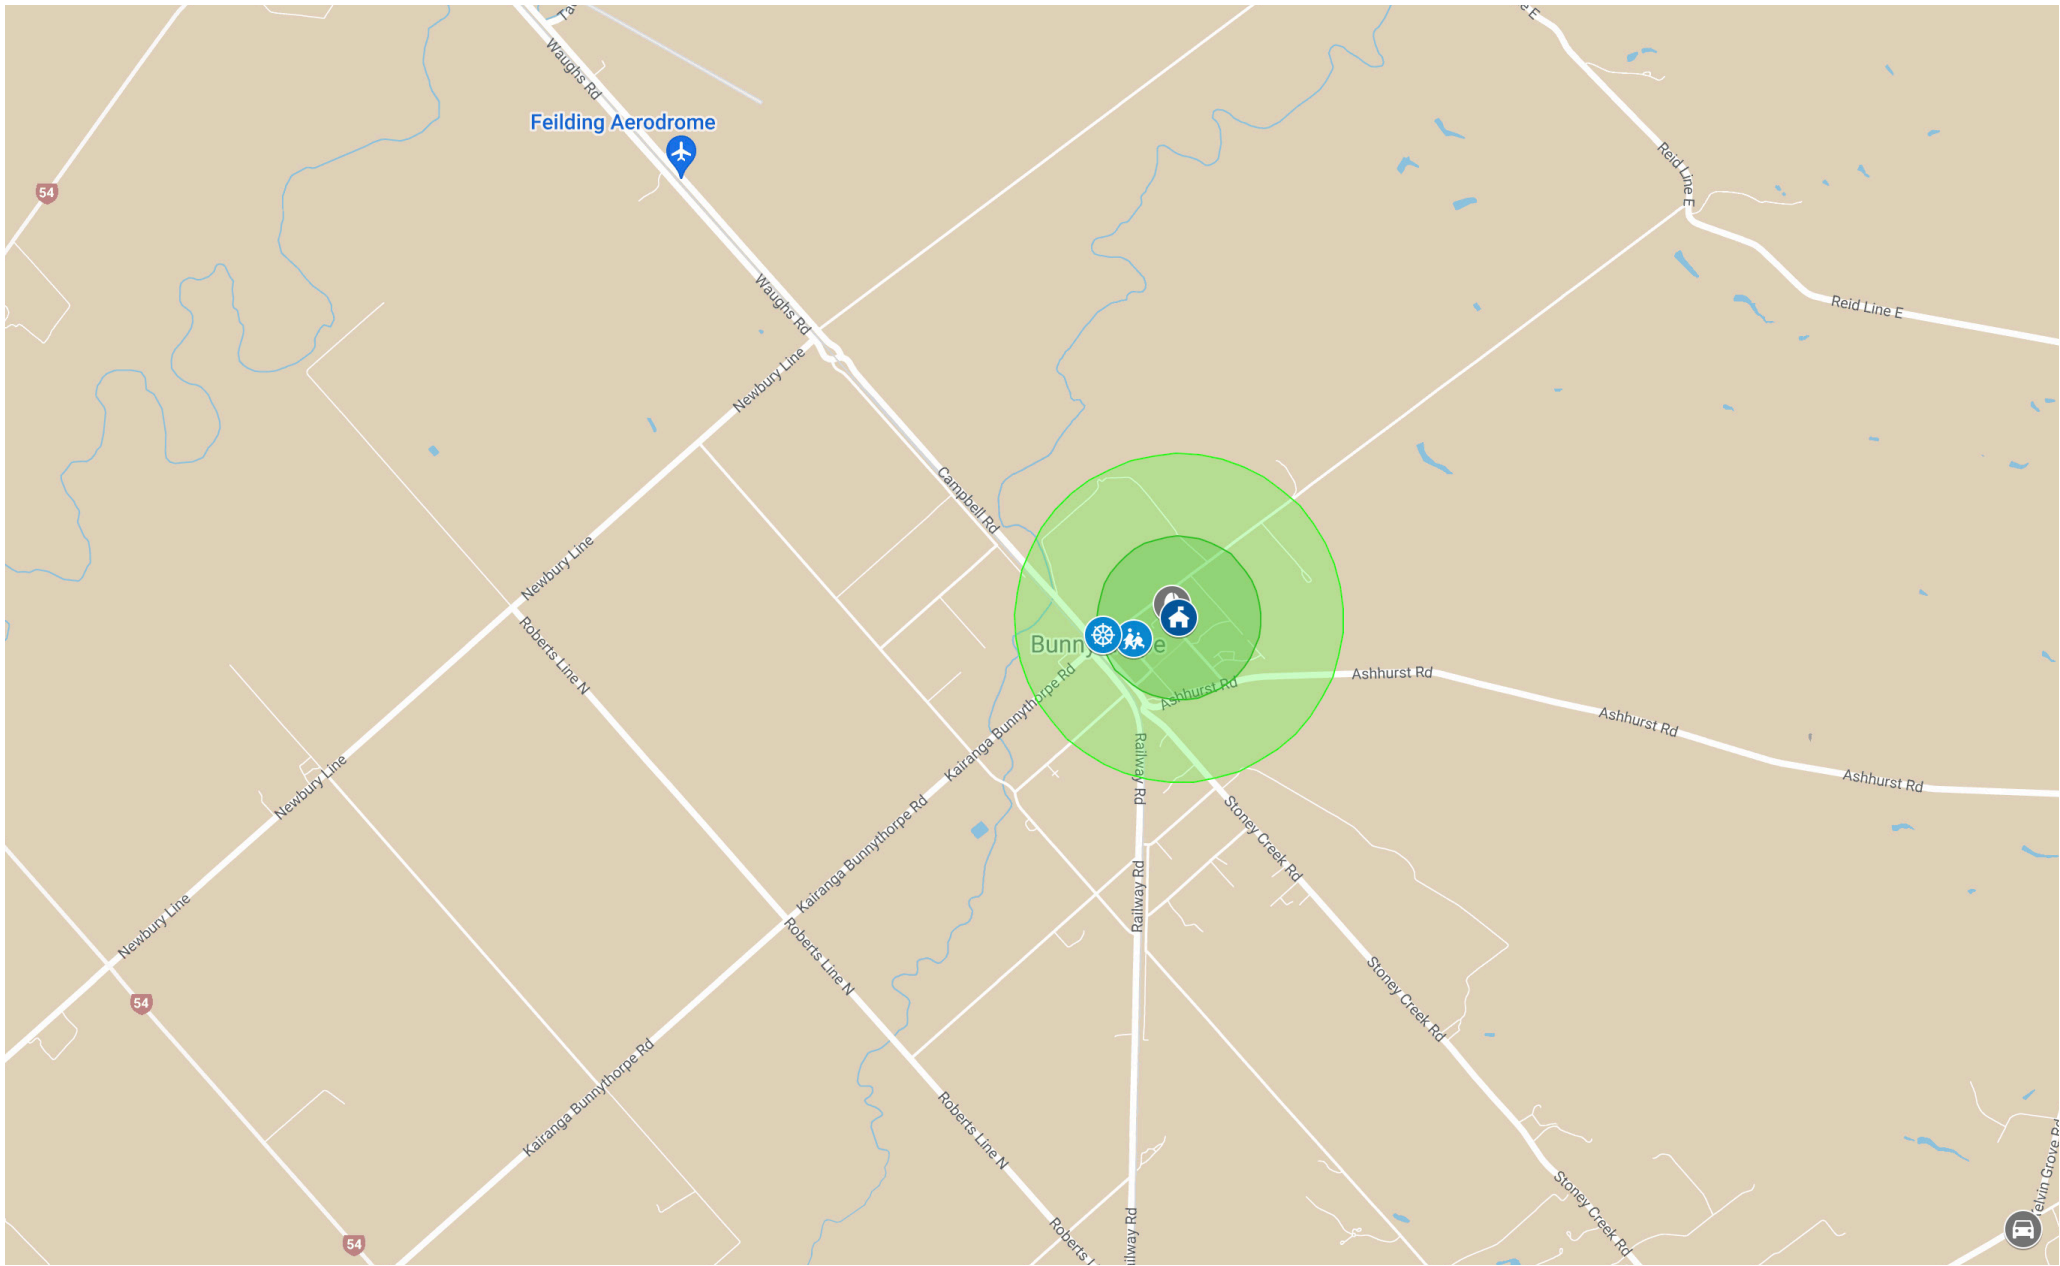 Waughs Rd
Feilding Aerodrome
54
Reid Line E
Waughs Rd
Reid Line E
Newbury Line
Campbell Rd
Newbury Line
Roberts Line N
Kairanga Bunnythorpe Rd
Ashhurst Rd
Ashhurst Rd
Ashhurst Rd
Ashhurst Rd
Railway Rd
Newbury Line
Stoney Creek Rd
Kairanga Bunnythorpe Rd
Railway Rd
Newbury Line
Roberts Line N
Stoney Creek Rd
54
Kairanga Bunnythorpe Rd
Roberts Line N
Stoney Creek Rd
54
Roberts